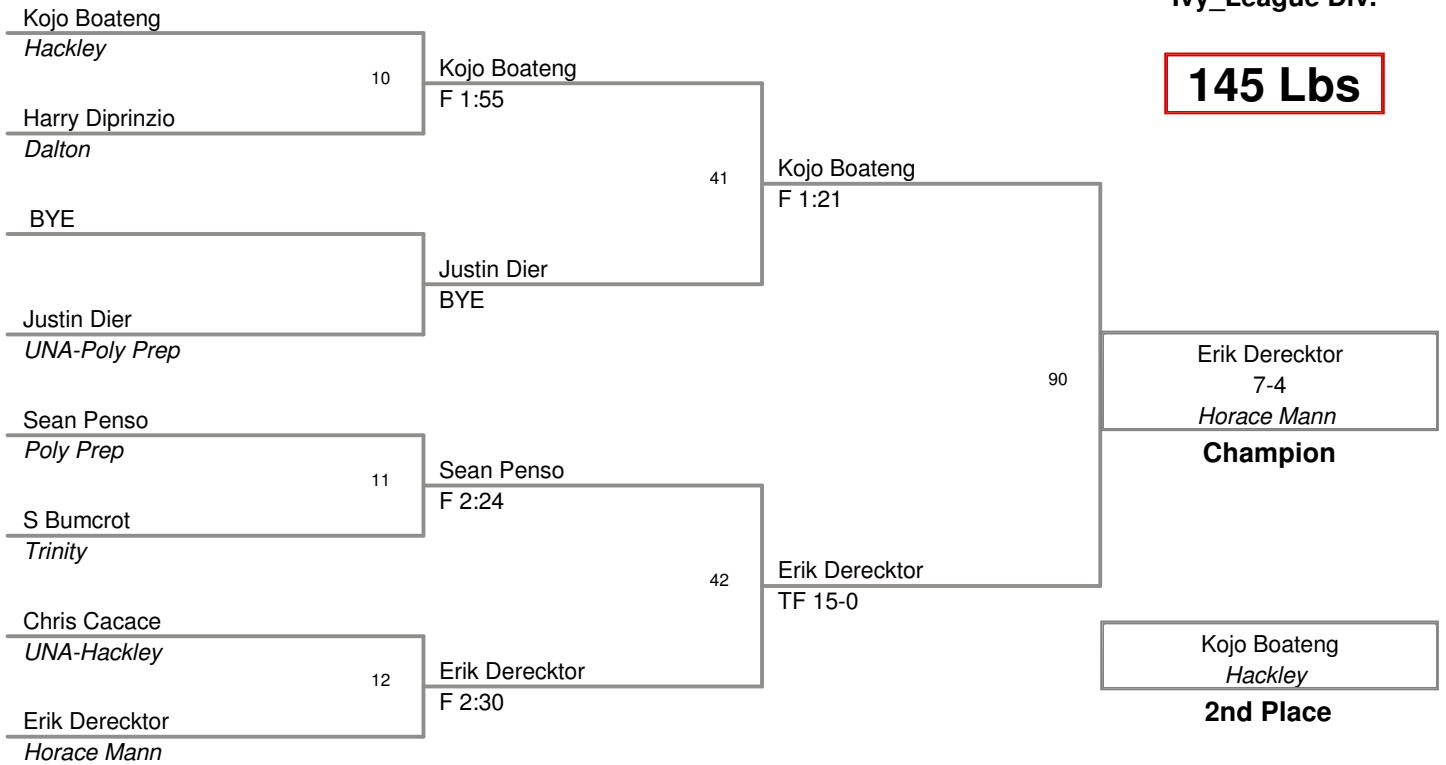 Ivy_League Div.
145 Lbs
Kojo Boateng
Hackley
10
Harry Diprinzio
Dalton
Kojo Boateng
F 1:55
BYE
Justin Dier
UNA-Poly Prep
Justin Dier
BYE
41
Kojo Boateng
F 1:21
Sean Penso
Poly Prep
11
S Bumcrot
Trinity
Sean Penso
F 2:24
Chris Cacace
UNA-Hackley
12
Erik Derecktor
Horace Mann
Erik Derecktor
F 2:30
42
Erik Derecktor
TF 15-0
90
Erik Derecktor
7-4
Horace Mann
Champion
Kojo Boateng
Hackley
2nd Place